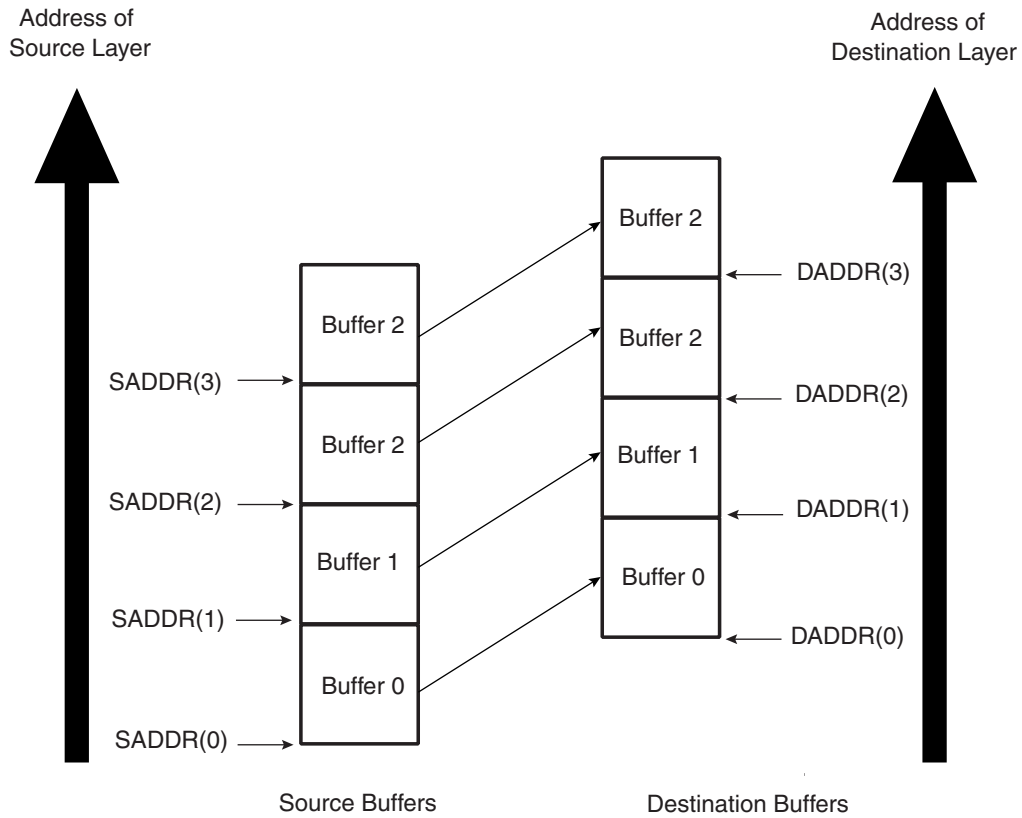 Address of
Source Layer
Address of
Destination Layer
Buffer 2
DADDR(3)
Buffer 2
Buffer 2
SADDR(3)
DADDR(2)
Buffer 2
Buffer 1
SADDR(2)
DADDR(1)
Buffer 1
Buffer 0
SADDR(1)
DADDR(0)
Buffer 0
SADDR(0)
Source Buffers
Destination Buffers